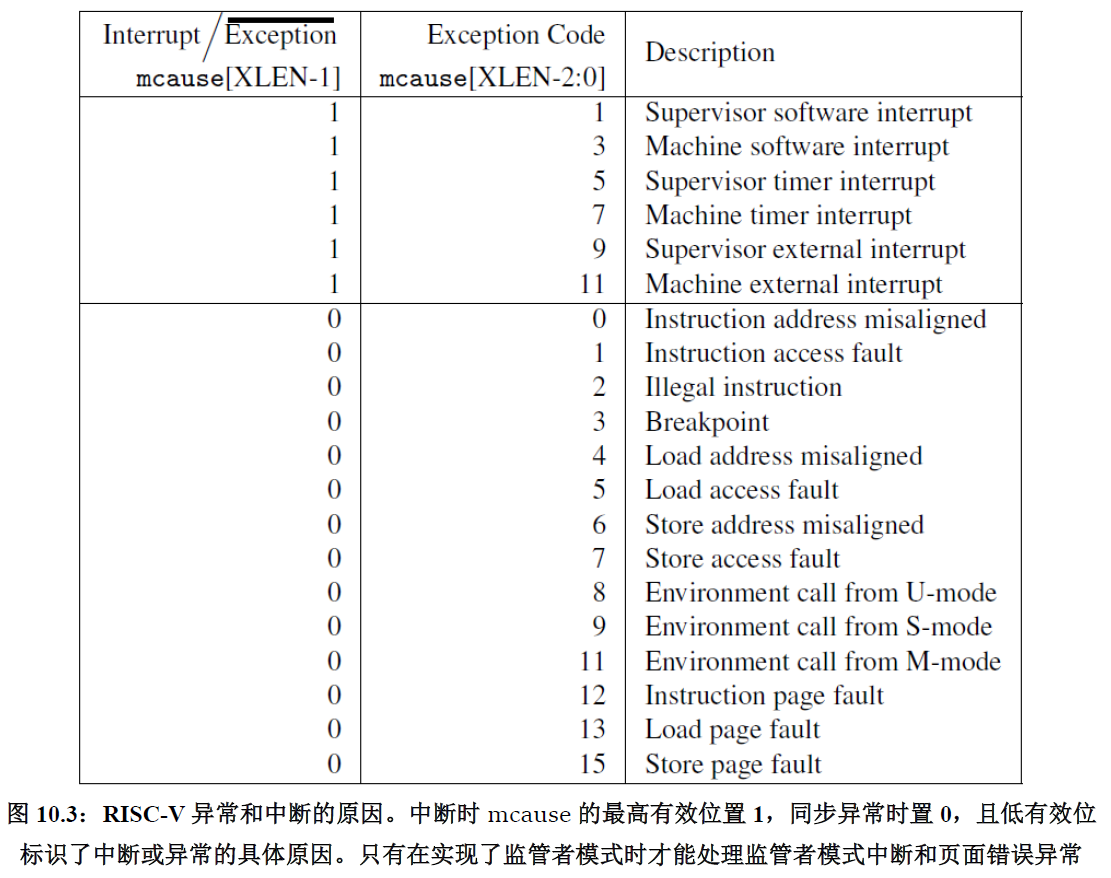 Interrupt / Exception Exception Code Description
mcause[XLEN-1] mcause[XLEN-2:0]
1 1 Supervisor software interrupt
1 3 Machine software interrupt
1 5 Supervisor timer interrupt
1 7 Machine timer interrupt
1 9 Supervisor external interrupt
1 11 Machine external interrupt
0 0 Instruction address misaligned
0 1 Instruction access fault
0 2 Illegal instruction
0 3 Breakpoint
0 4 Load address misaligned
0 5 Load access fault
0 6 Store address misaligned
0 7 Store access fault
0 8 Environment call from U-mode
0 9 Environment call from S-mode
0 11 Environment call from M-mode
0 12 Instruction page fault
0 13 Load page fault
0 15 Store page fault
图 10.3：RISC-V 异常和中断的原因。中断时 mcause 的最高有效位置 1，同步异常时置 0，且低有效位
标识了中断或异常的具体原因。只有在实现了监管者模式时才能处理监管者模式中断和页面错误异常